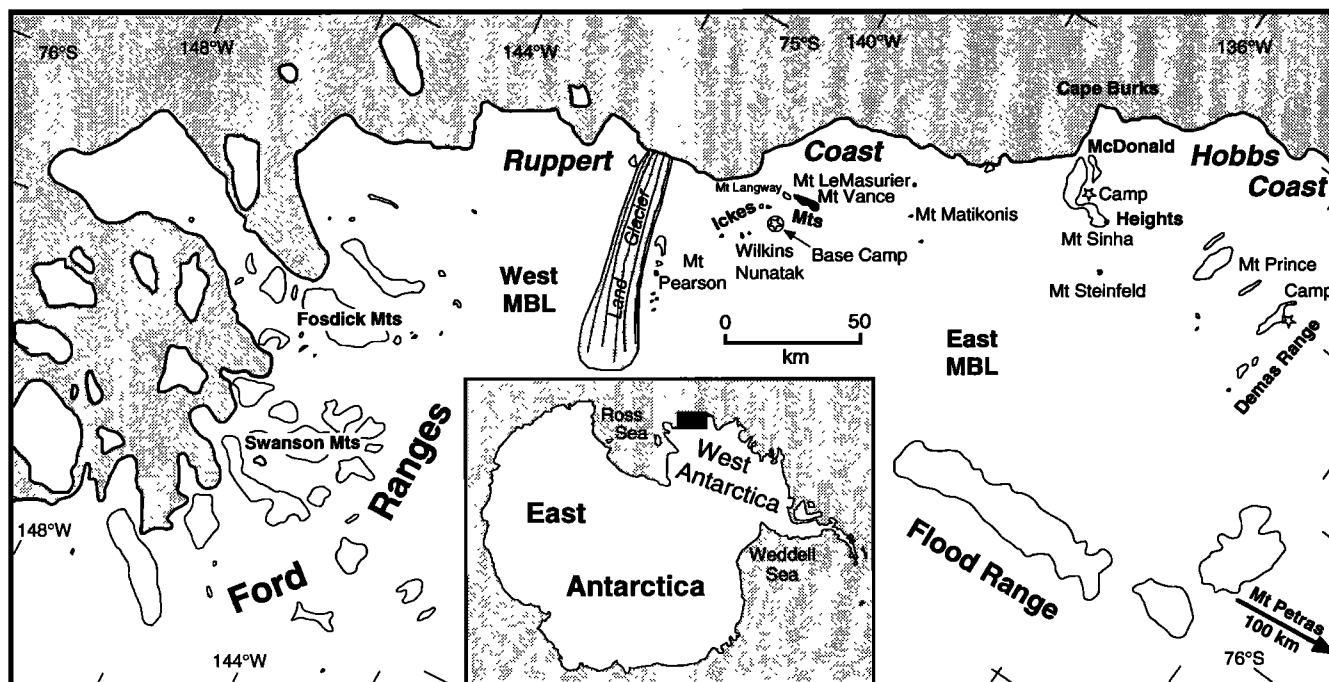 76°S
148°W
144°W
75°S
140°W
136°W
Cape Burks
Ruppert
Coast
McDonald
Hobbs
Coast
Mt Langway
Mt LeMasurier
Mt Vance
Camp
Ickes
Mts
Mt Matikonis
Heights
Glacier
Land
Mt
Pearson
Wilkins
Nunatak
Base Camp
Mt Sinha
West
MBL
Mt Prince
Mt Steinfeld
Camp
Fosdick Mts
0
50
km
East
MBL
Demas Range
Swanson Mts
Ranges
Ford
Ross
Sea
West
Antarctica
East
Antarctica
Weddell
Sea
Flood Range
148°W
144°W
Mt Petras
100 km
76°S